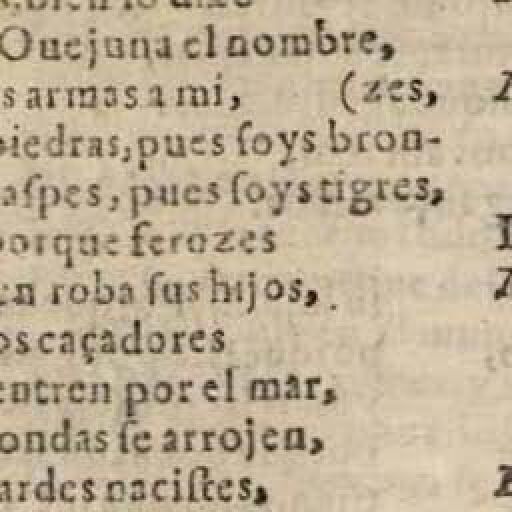 Ouejuna el nombre,
s armas a mi, (zes,
piedras, pues ſoys bron-
aſpes, pues ſoys tigres,
porque ferozes
en roba ſus hijos,
os caçadores
entren por el mar,
ondas ſe arrojen,
ardes naciſtes,